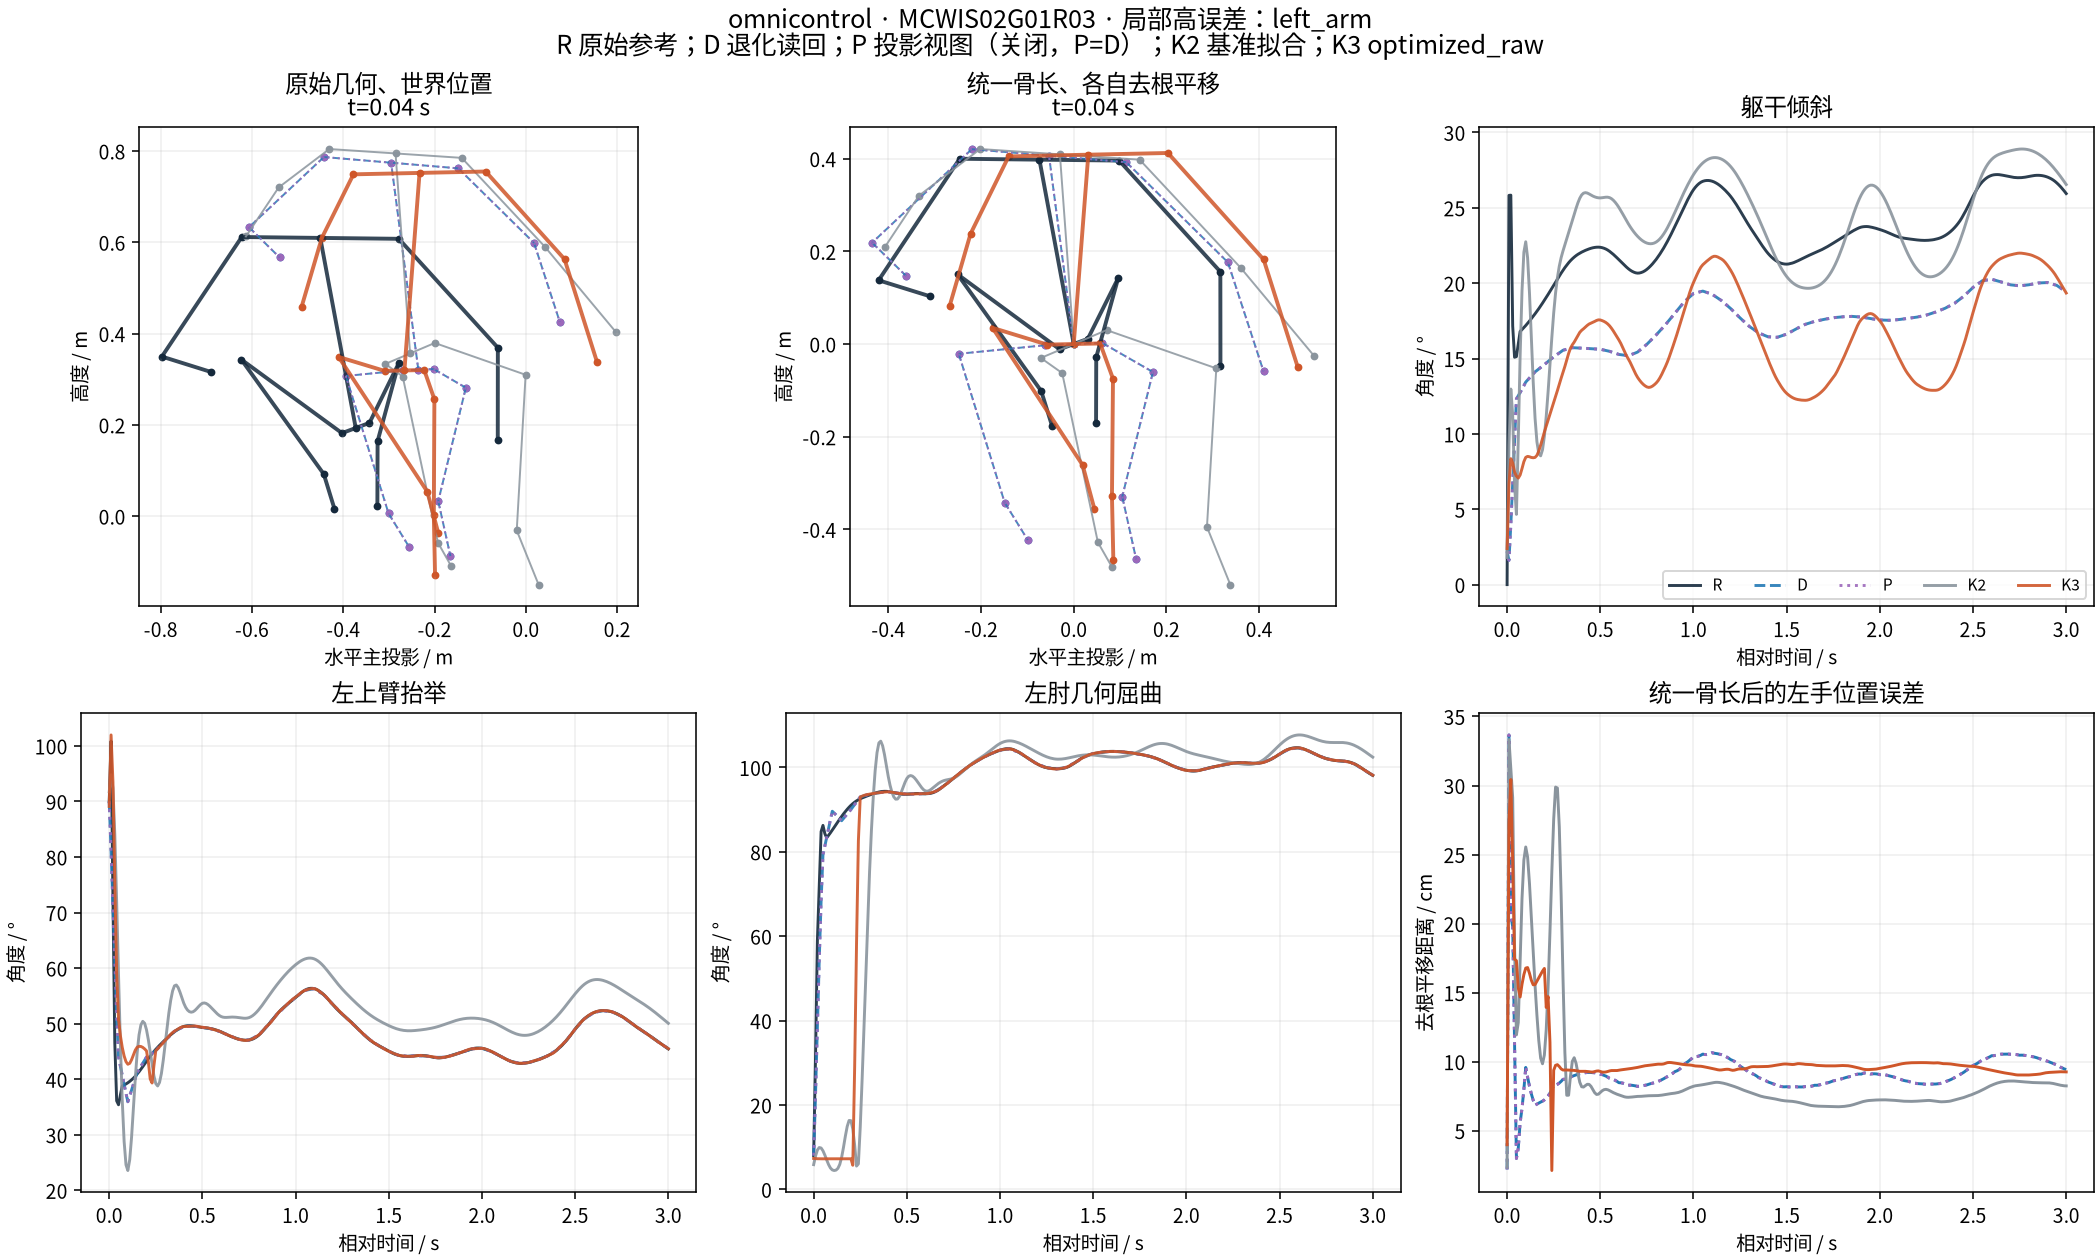 omnicontrol · MCWIS02G01R03 · 局部高误差：left_arm
R 原始参考；D 退化读回；P 投影视图（关闭，P=D）；K2 基准拟合；K3 optimized_raw
原始几何、世界位置
t=0.04 s
高度 / m
0.8
0.6
0.4
0.2
0.0
-0.8 -0.6 -0.4 -0.2 0.0 0.2
水平主投影 / m
统一骨长、各自去根平移
t=0.04 s
高度 / m
0.4
0.2
0.0
-0.2
-0.4
-0.4 -0.2 0.0 0.2 0.4
水平主投影 / m
躯干倾斜
角度 / °
30
25
20
15
10
5
0
R D P K2 K3
0.0 0.5 1.0 1.5 2.0 2.5 3.0
相对时间 / s
左上臂抬举
角度 / °
100
90
80
70
60
50
40
30
20
0.0 0.5 1.0 1.5 2.0 2.5 3.0
相对时间 / s
左肘几何屈曲
角度 / °
100
80
60
40
20
0
0.0 0.5 1.0 1.5 2.0 2.5 3.0
相对时间 / s
统一骨长后的左手位置误差
去根平移距离 / cm
35
30
25
20
15
10
5
0.0 0.5 1.0 1.5 2.0 2.5 3.0
相对时间 / s